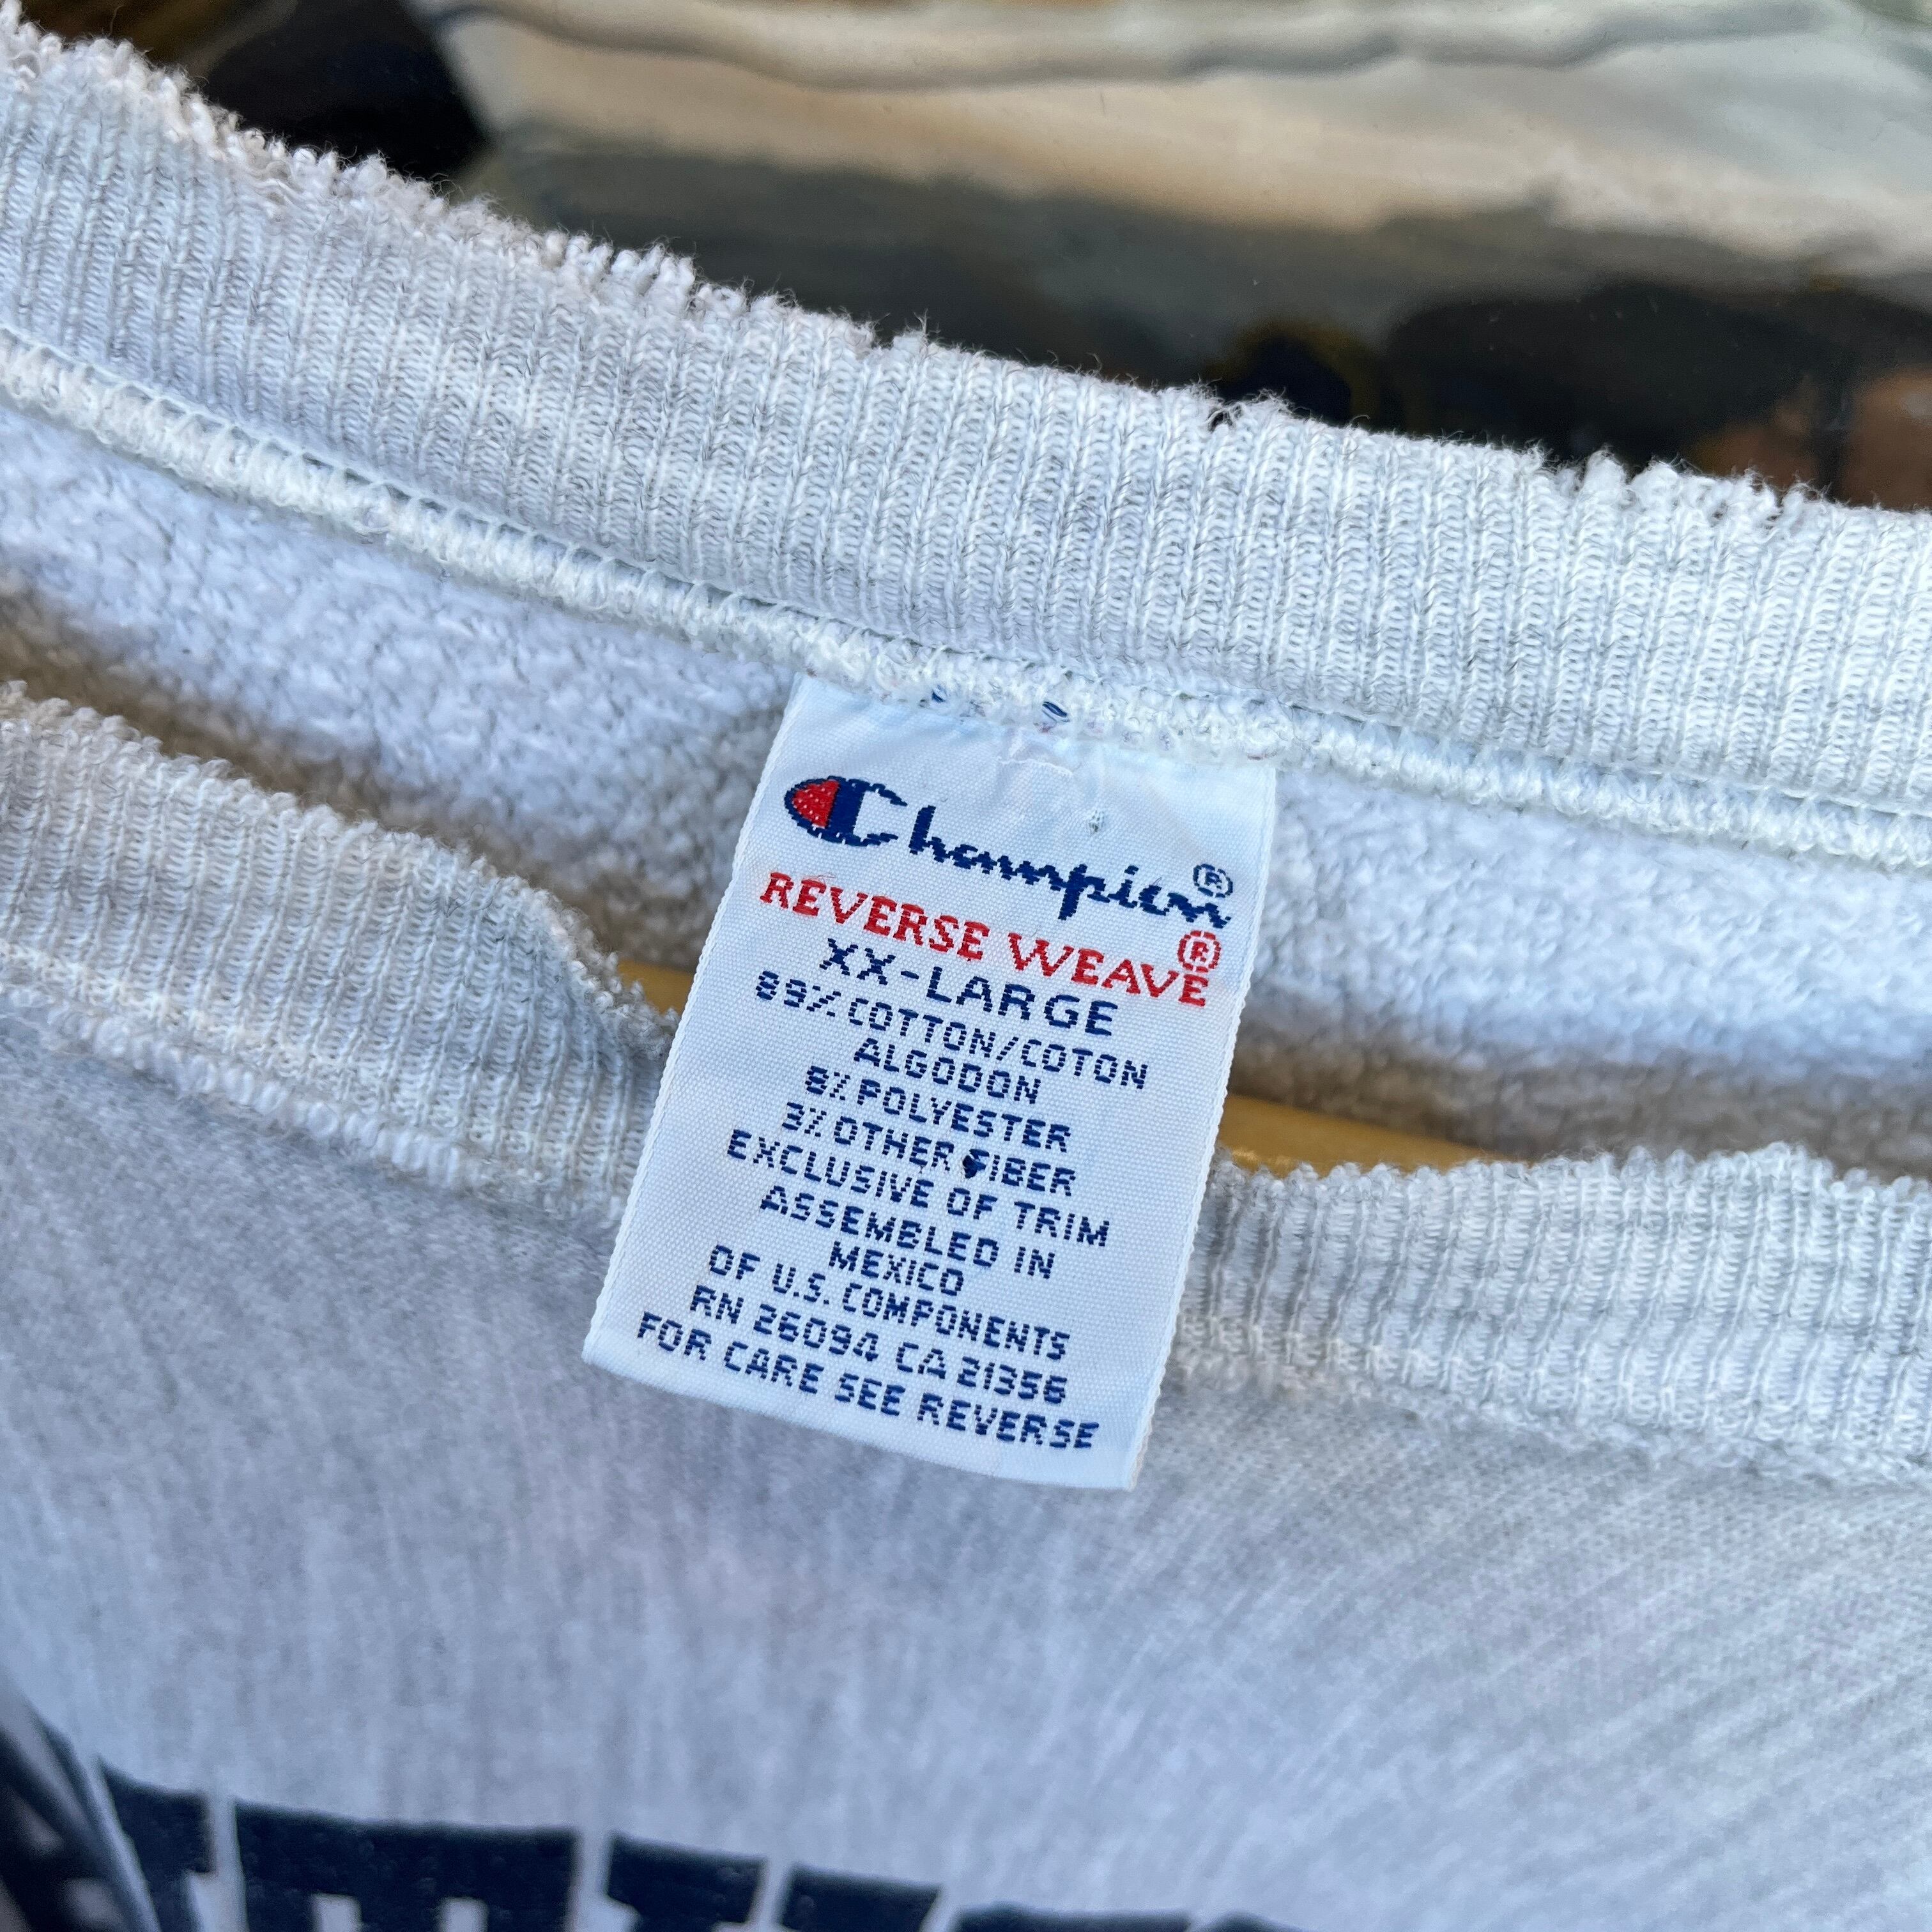 Champion®
REVERSE WEAVE®
XX-LARGE
89% COTTON/COTON
ALGODON
8% POLYESTER
3% OTHER FIBER
EXCLUSIVE OF TRIM
ASSEMBLED IN
MEXICO
OF U.S. COMPONENTS
RN 26094 CA 21356
FOR CARE SEE REVERSE